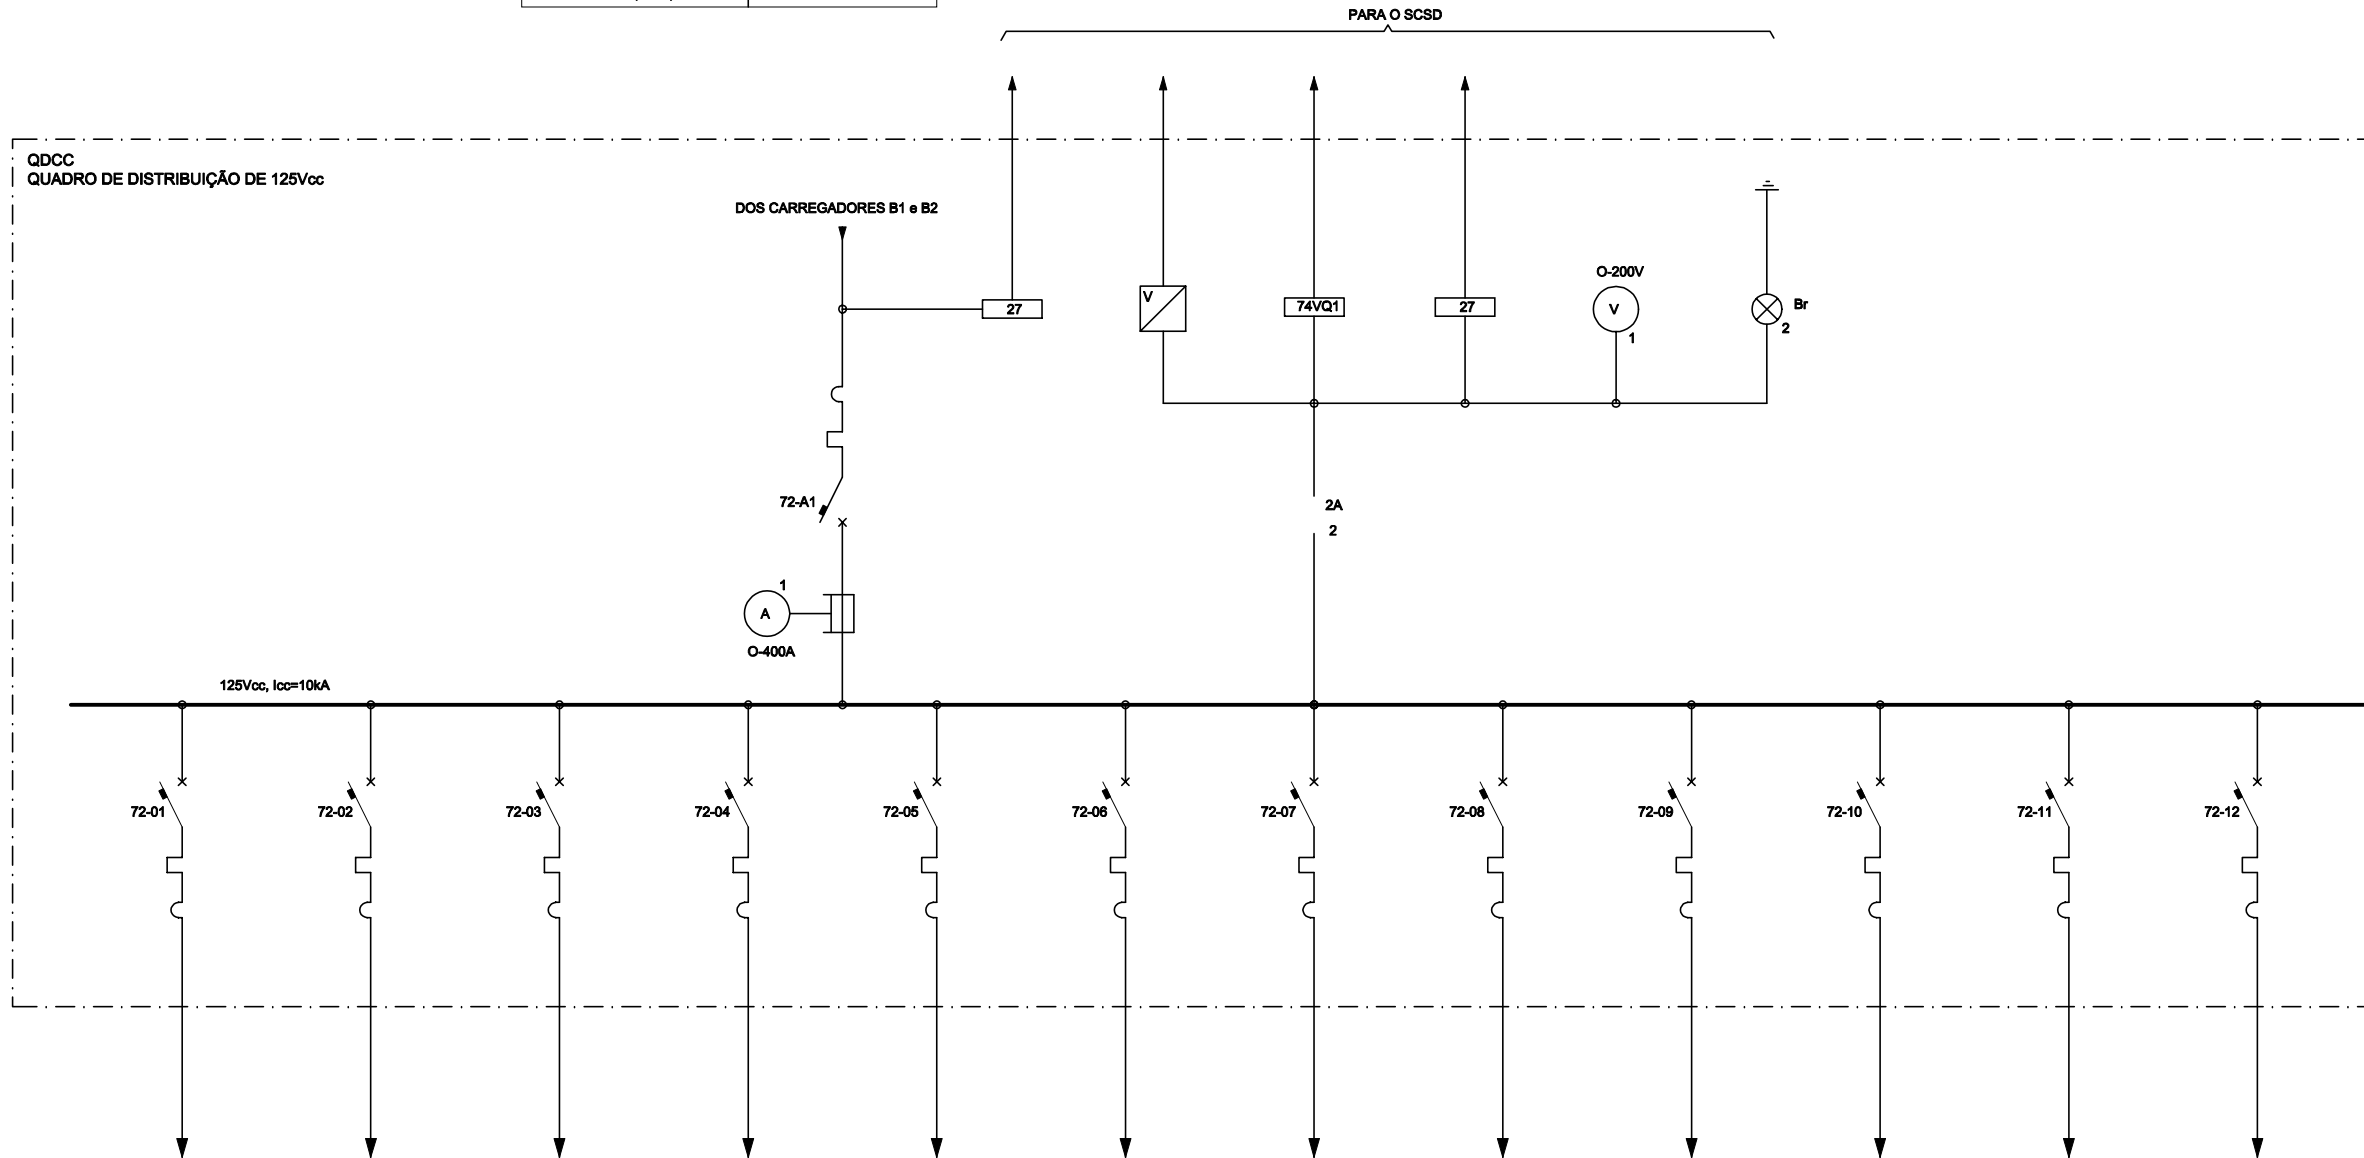 PARA O SCSD
QDCC
QUADRO DE DISTRIBUIÇÃO DE 125Vcc
DOS CARREGADORES B1 e B2
27
V
74VQ1
27
O-200V
V
1
Br
2
72-A1
2A
2
1
A
O-400A
125Vcc, Icc=10kA
72-01
72-02
72-03
72-04
72-05
72-06
72-07
72-08
72-09
72-10
72-11
72-12